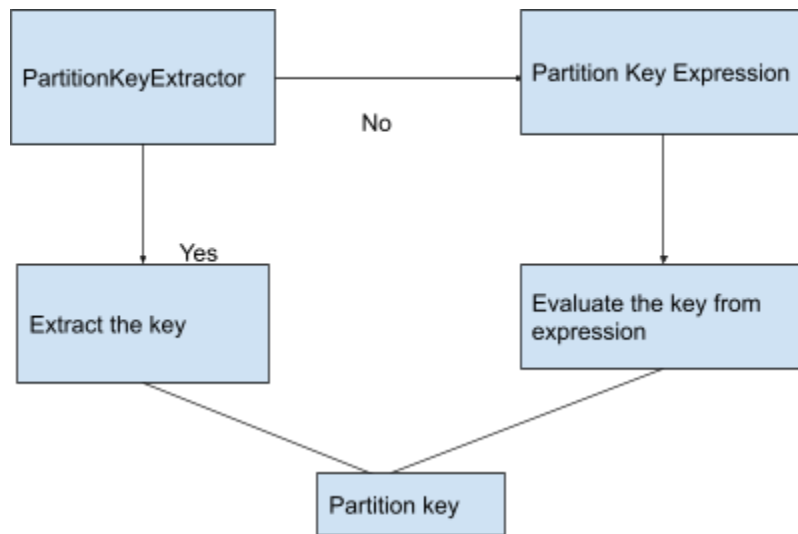 PartitionKeyExtractor
Partition Key Expression
No
Yes
Extract the key
Evaluate the key from
expression
Partition key